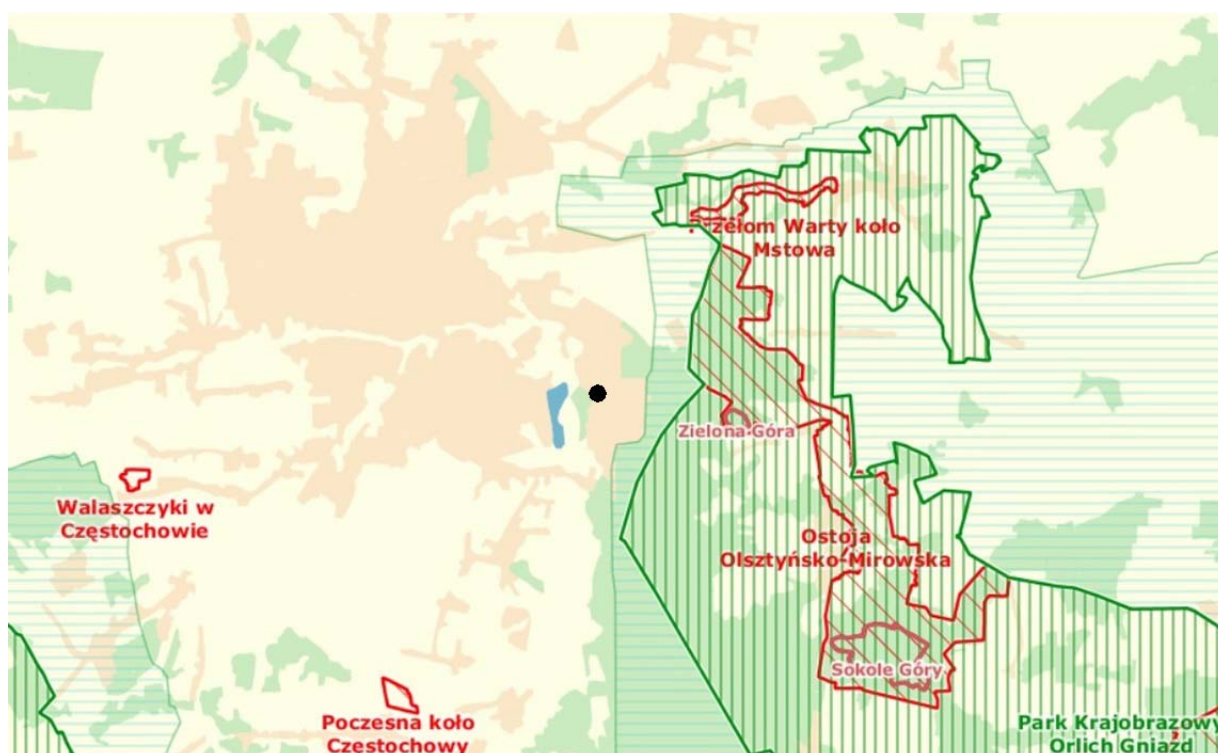 Przełom Warty koło
Mstowa
Zielona Góra
Walaszczyki w
Częstochowie
Ostoja
Olsztyńsko-Mirowska
Sokole Góry
Poczesna koło
Częstochowy
Park Krajobrazowy
Orlich Gniazd